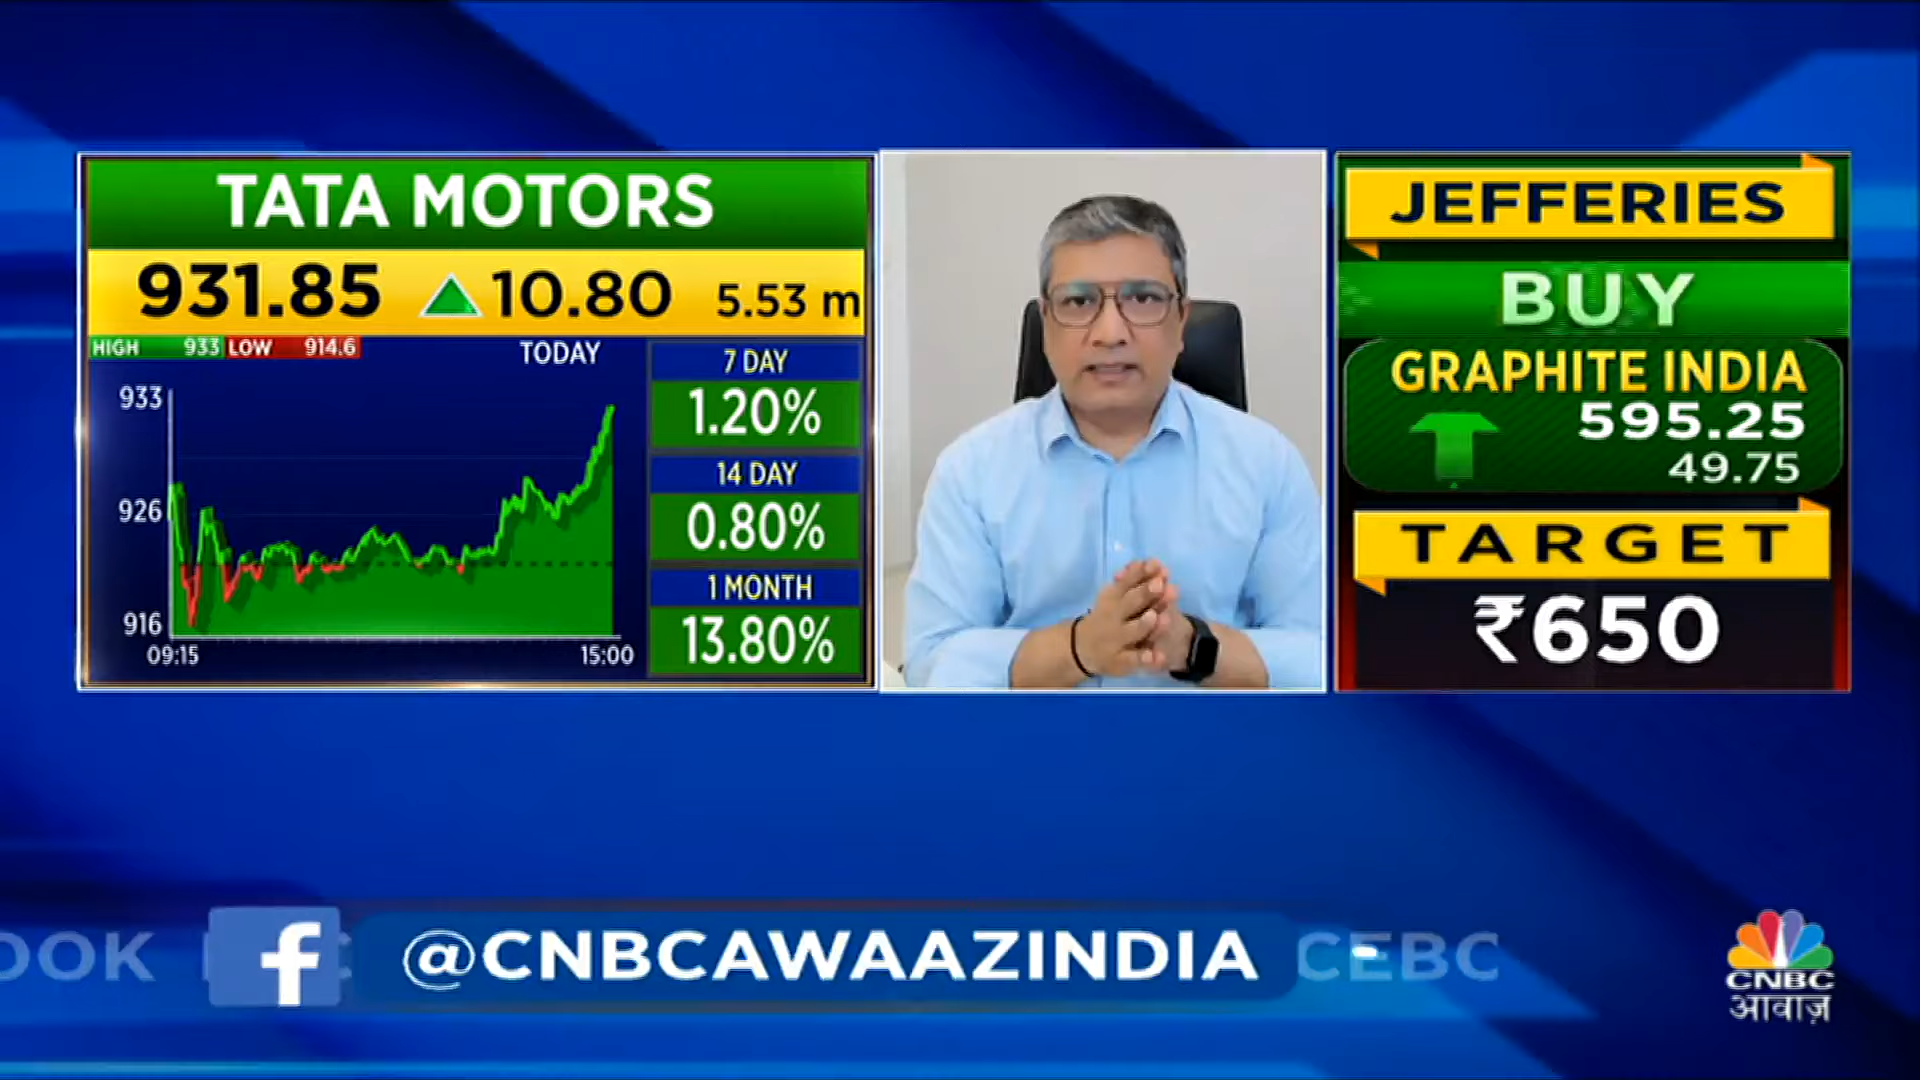 TATA MOTORS
931.85 10.80 5.53 m
HIGH 933 LOW 914.6
TODAY
933
926
916
09:15 15:00
7 DAY
1.20%
14 DAY
0.80%
1 MONTH
13.80%
JEFFERIES
BUY
GRAPHITE INDIA
595.25
49.75
TARGET
₹650
OOK
f @CNBCAWAAZINDIA
CNBC
आवाज़